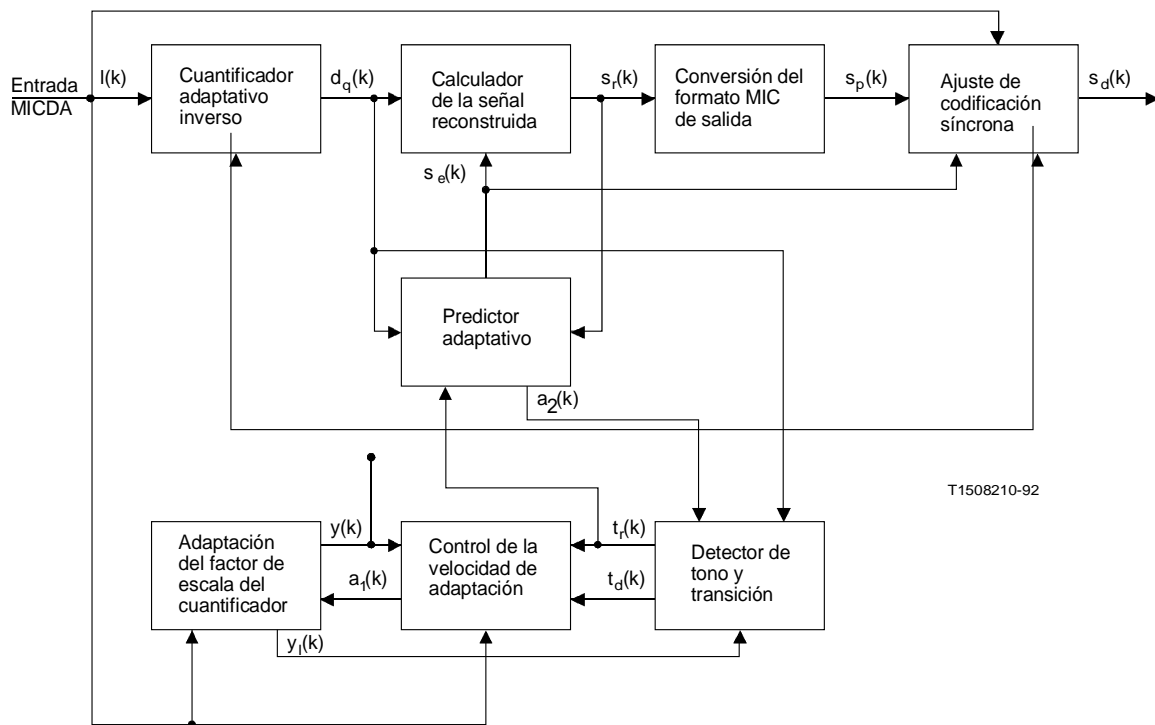 Entrada
MICDA
I(k)
Cuantificador
adaptativo
inverso
d_q(k)
Calculador
de la señal
reconstruida
s_r(k)
Conversión del
formato MIC
de salida
s_p(k)
Ajuste de
codificación
síncrona
s_d(k)
s_e(k)
Predictor
adaptativo
a_2(k)
T1508210-92
Adaptación
del factor de
escala del
cuantificador
y(k)
a_1(k)
Control de la
velocidad de
adaptación
t_r(k)
t_d(k)
Detector de
tono y
transición
y_l(k)